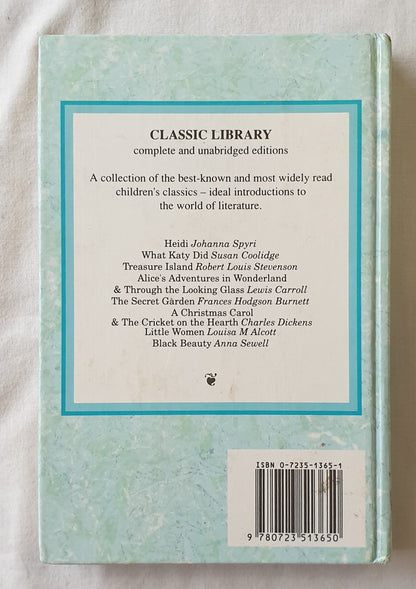 CLASSIC LIBRARY
complete and unabridged editions
A collection of the best-known and most widely read
children's classics – ideal introductions to
the world of literature.
Heidi Johanna Spyri
What Katy Did Susan Coolidge
Treasure Island Robert Louis Stevenson
Alice's Adventures in Wonderland
& Through the Looking Glass Lewis Carroll
The Secret Garden Frances Hodgson Burnett
A Christmas Carol
& The Cricket on the Hearth Charles Dickens
Little Women Louisa M Alcott
Black Beauty Anna Sewell
ISBN 0-7235-1365-1
9 780723 513650